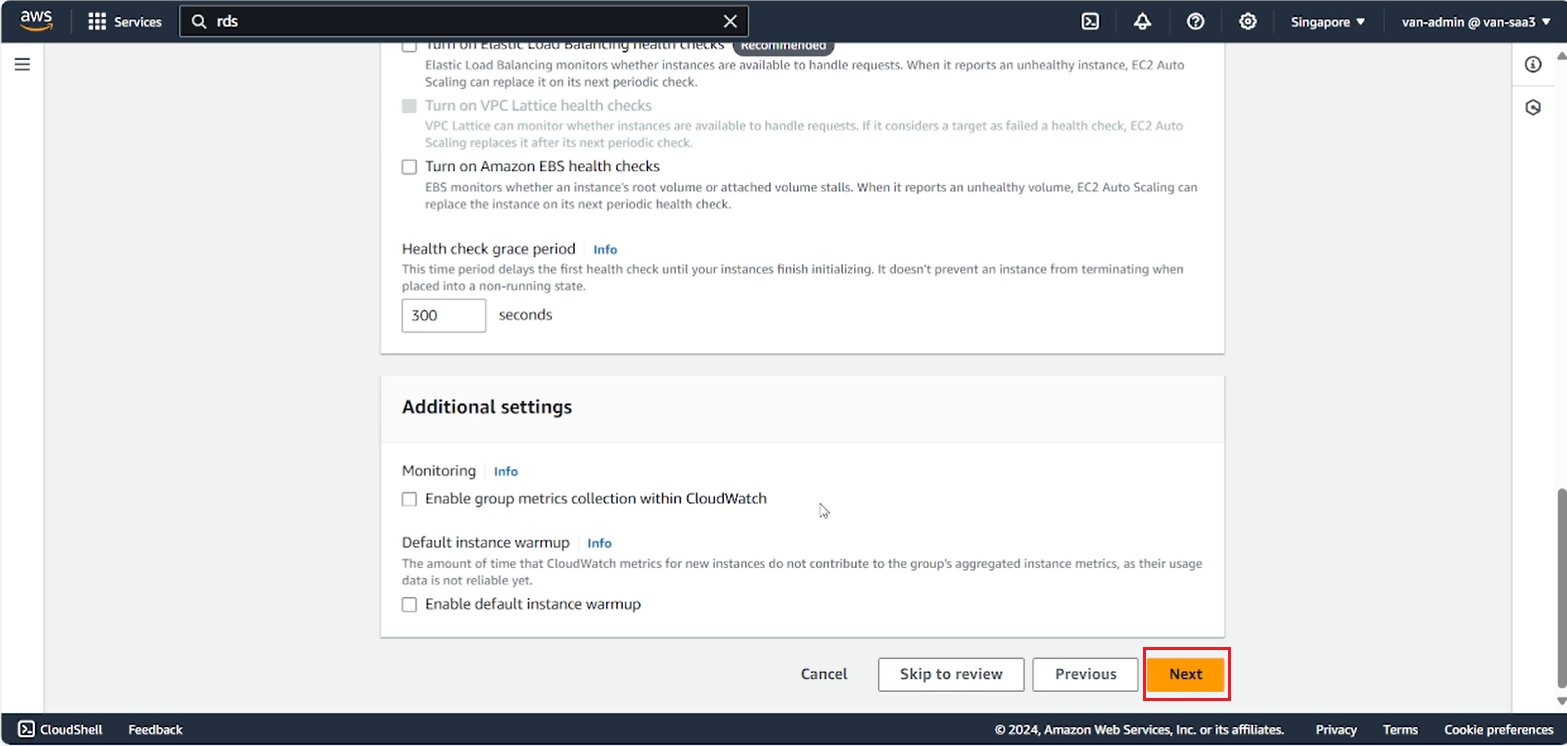 aws
Services
rds
Singapore
van-admin @ van-saa3
Turn on Elastic Load Balancing health checks Recommended
Elastic Load Balancing monitors whether instances are available to handle requests. When it reports an unhealthy instance, EC2 Auto
Scaling can replace it on its next periodic check.
Turn on VPC Lattice health checks
VPC Lattice can monitor whether instances are available to handle requests. If it considers a target as failed a health check, EC2 Auto
Scaling replaces it after its next periodic check.
Turn on Amazon EBS health checks
EBS monitors whether an instance's root volume or attached volume stalls. When it reports an unhealthy volume, EC2 Auto Scaling can
replace the instance on its next periodic health check.
Health check grace period Info
This time period delays the first health check until your instances finish initializing. It doesn't prevent an instance from terminating when
placed into a non-running state.
300 seconds
Additional settings
Monitoring Info
Enable group metrics collection within CloudWatch
Default instance warmup Info
The amount of time that CloudWatch metrics for new instances do not contribute to the group's aggregated instance metrics, as their usage
data is not reliable yet.
Enable default instance warmup
Cancel
Skip to review
Previous
Next
CloudShell
Feedback
© 2024, Amazon Web Services, Inc. or its affiliates.
Privacy
Terms
Cookie preferences